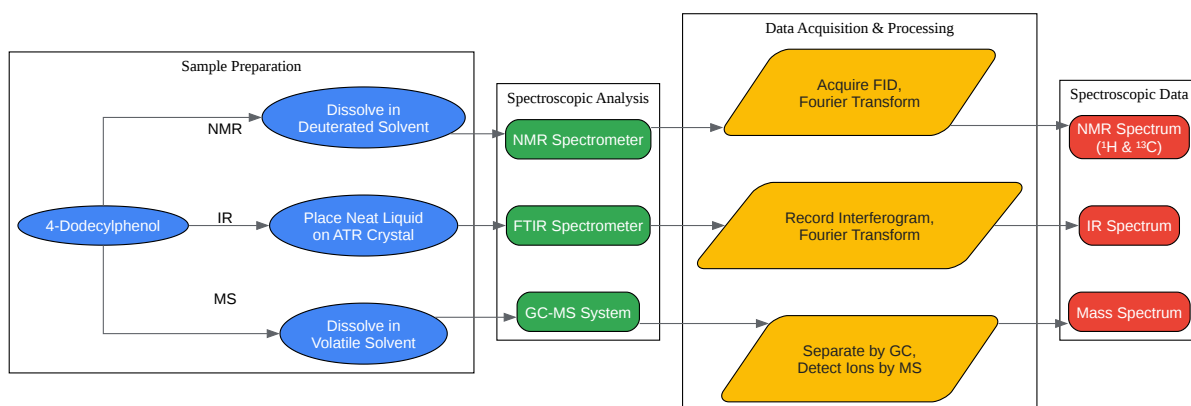 Data Acquisition & Processing
Sample Preparation
Spectroscopic Analysis
Spectroscopic Data
Dissolve in
Deuterated Solvent
NMR
NMR Spectrometer
Acquire FID,
Fourier Transform
NMR Spectrum
(¹H & ¹³C)
4-Dodecylphenol
IR
Place Neat Liquid
on ATR Crystal
FTIR Spectrometer
Record Interferogram,
Fourier Transform
IR Spectrum
MS
Dissolve in
Volatile Solvent
GC-MS System
Separate by GC,
Detect Ions by MS
Mass Spectrum